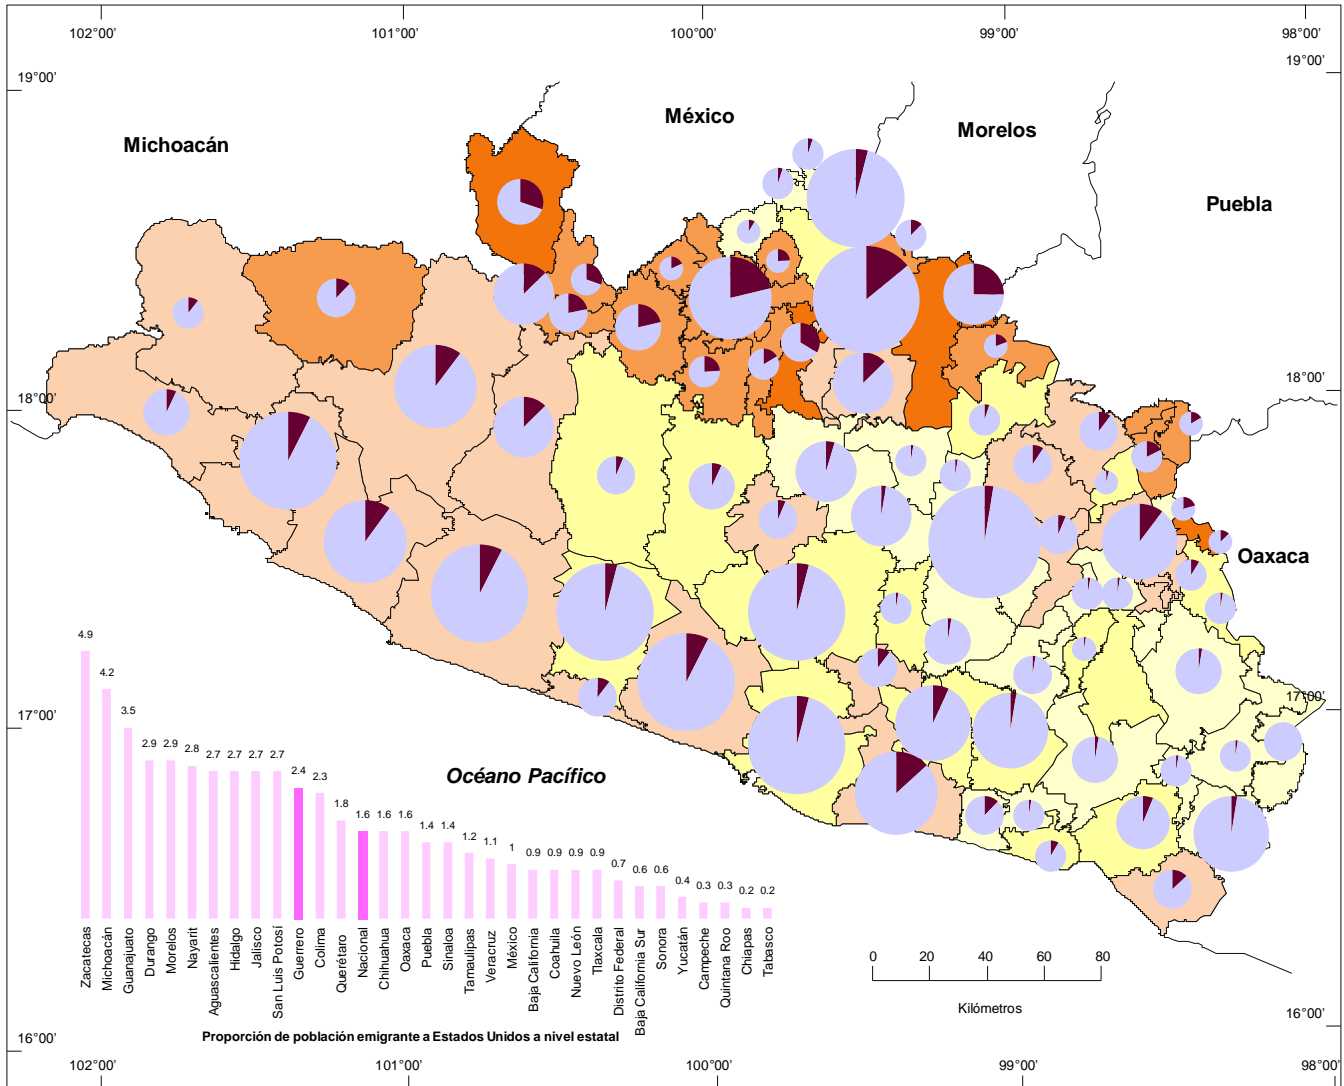 102°00' 101°00' 100°00' 99°00' 98°00'
19°00' 19°00'
México
Morelos
Michoacán
Puebla
18°00' 18°00'
Oaxaca
17°00' 17°00'
Océano Pacífico
4.9
4.2
3.5
2.9
2.9
2.8
2.7
2.7
2.7
2.7
2.4
2.3
1.8
1.6
1.6
1.6
1.4
1.4
1.2
1.1
1
0.9
0.9
0.9
0.9
0.7
0.6
0.6
0.4
0.3
0.3
0.2
0.2
Zacatecas
Michoacán
Guanajuato
Durango
Morelos
Nayarit
Aguascalientes
Hidalgo
Jalisco
San Luis Potosí
Guerrero
Colima
Querétaro
Nacional
Chihuahua
Oaxaca
Puebla
Sinaloa
Tamaulipas
Veracruz
México
Baja California
Coahuila
Nuevo León
Tlaxcala
Distrito Federal
Baja California Sur
Sonora
Yucatán
Campeche
Quintana Roo
Chiapas
Tabasco
0 20 40 60 80
Kilómetros
Proporción de población emigrante a Estados Unidos a nivel estatal
16°00' 16°00'
102°00' 101°00' 100°00' 99°00' 98°00'